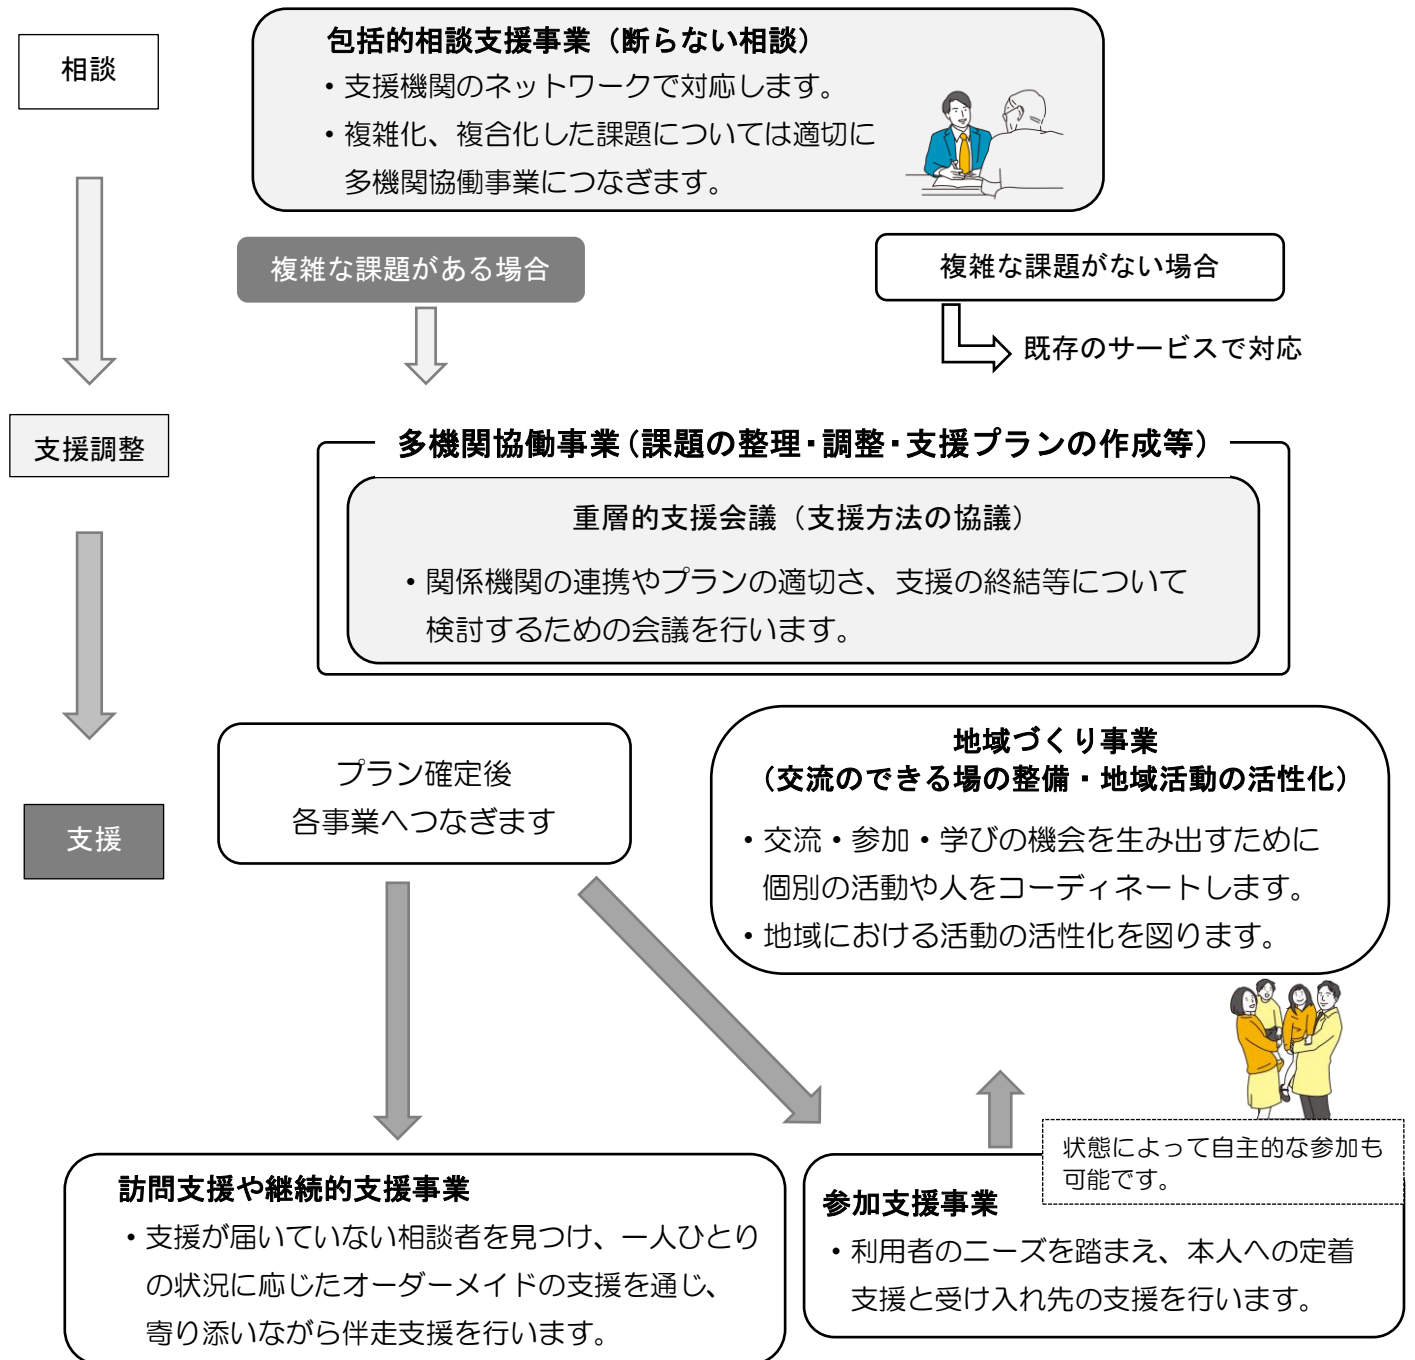 相談
包括的相談支援事業（断らない相談）
・支援機関のネットワークで対応します。
・複雑化、複合化した課題については適切に
多機関協働事業につなぎます。
複雑な課題がある場合
複雑な課題がない場合
既存のサービスで対応
支援調整
多機関協働事業（課題の整理・調整・支援プランの作成等）
重層的支援会議（支援方法の協議）
・関係機関の連携やプランの適切さ、支援の終結等について
検討するための会議を行います。
支援
プラン確定後
各事業へつなぎます
地域づくり事業
（交流のできる場の整備・地域活動の活性化）
・交流・参加・学びの機会を生み出すために
個別の活動や人をコーディネートします。
・地域における活動の活性化を図ります。
訪問支援や継続的支援事業
・支援が届いていない相談者を見つけ、一人ひとり
の状況に応じたオーダーメイドの支援を通じ、
寄り添いながら伴走支援を行います。
状態によって自主的な参加も
可能です。
参加支援事業
・利用者のニーズを踏まえ、本人への定着
支援と受け入れ先の支援を行います。